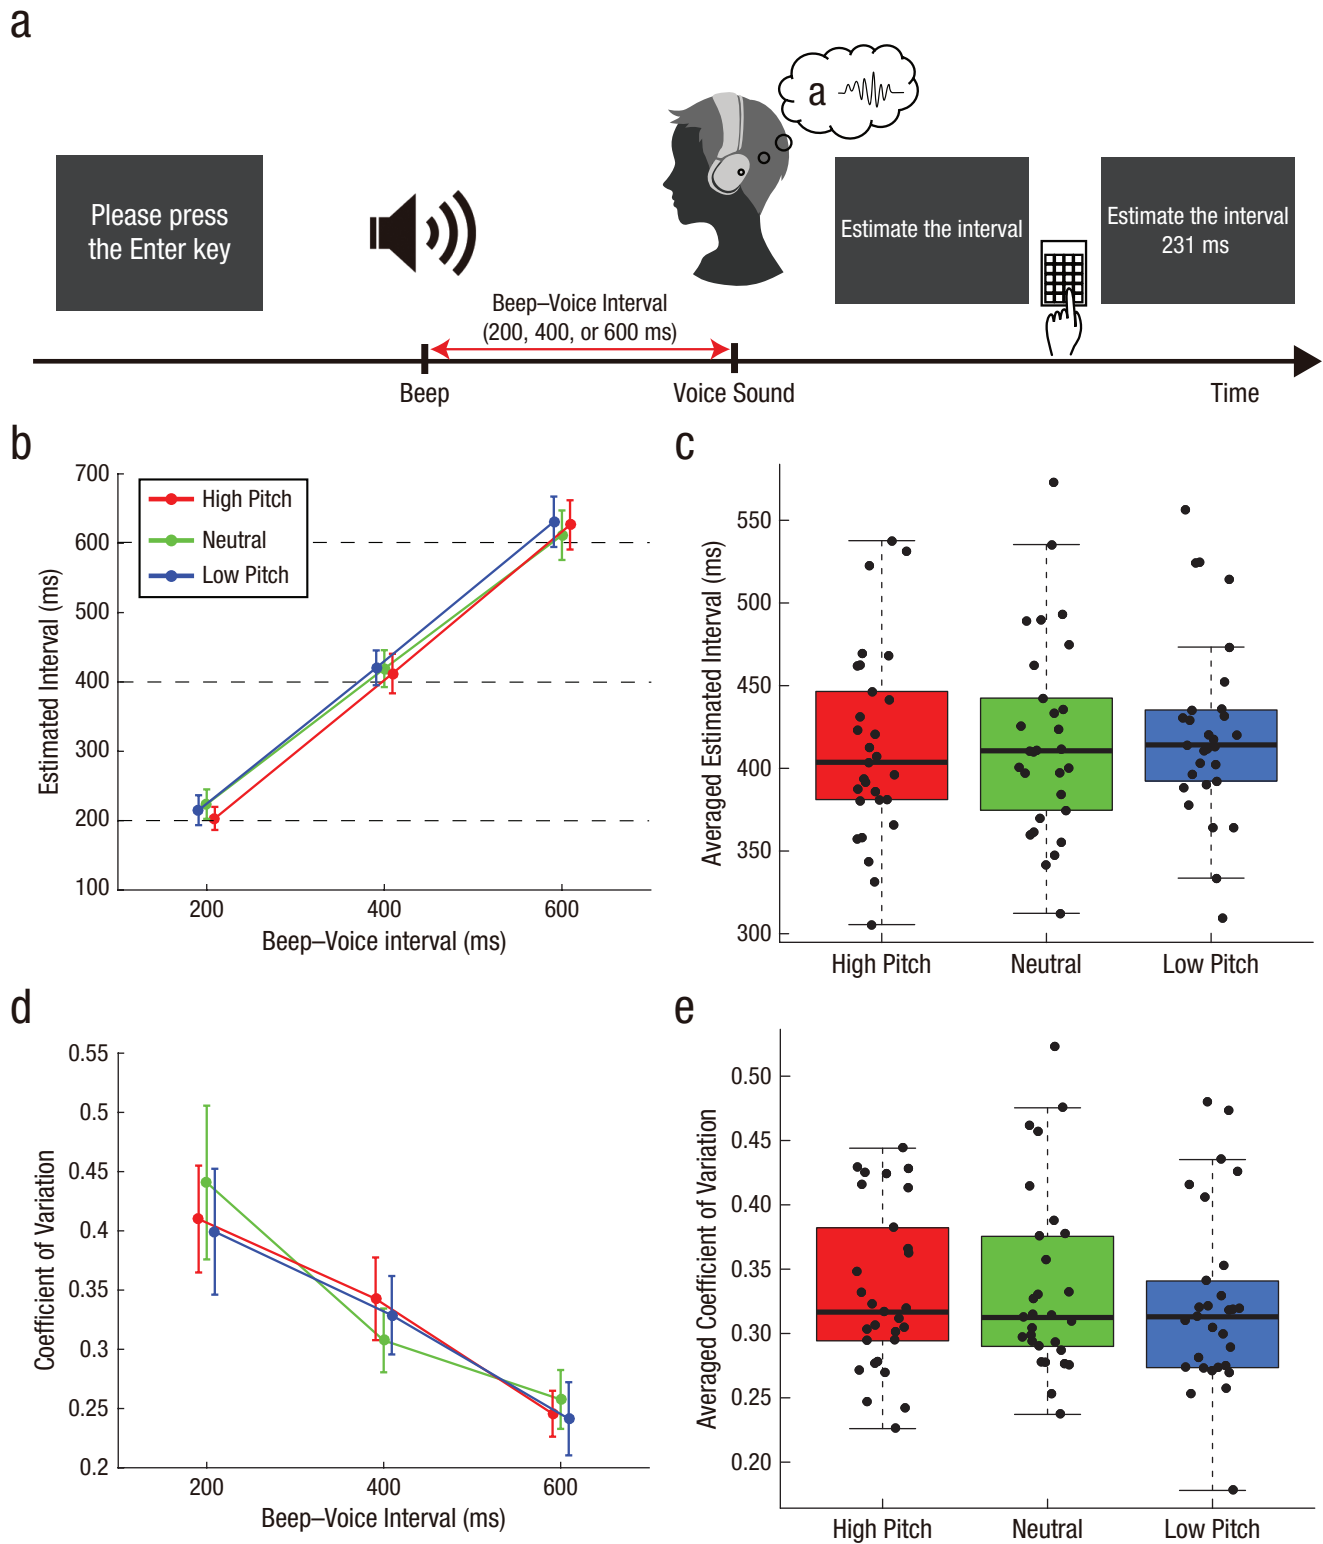 a
a
Please press
the Enter key
Estimate the interval
Estimate the interval
231 ms
Beep–Voice Interval
(200, 400, or 600 ms)
Beep
Voice Sound
Time
b
700
600
500
400
300
200
100
High Pitch
Neutral
Low Pitch
Estimated Interval (ms)
200
400
600
Beep–Voice interval (ms)
c
550
500
450
400
350
300
Averaged Estimated Interval (ms)
High Pitch
Neutral
Low Pitch
d
0.55
0.5
0.45
0.4
0.35
0.3
0.25
0.2
Coefficient of Variation
200
400
600
Beep–Voice Interval (ms)
e
0.50
0.45
0.40
0.35
0.30
0.25
0.20
Averaged Coefficient of Variation
High Pitch
Neutral
Low Pitch